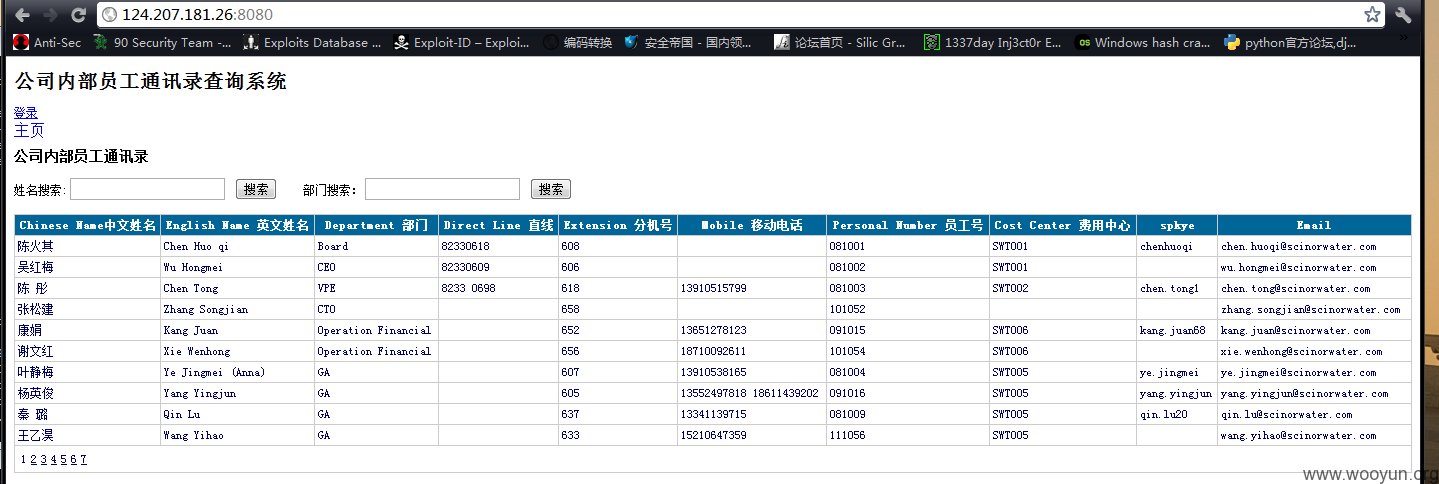 124.207.181.26:8080
Anti-Sec 90 Security Team -... Exploits Database ... Exploit-ID – Exploi... 编码转换 安全帝国 - 国内领... 论坛首页 - Silic Gr... 1337day Inj3ct0r E... Windows hash cra... python官方论坛,dj... »
公司内部员工通讯录查询系统
登录
主页
公司内部员工通讯录
姓名搜索: 搜索 部门搜索: 搜索
Chinese Name中文姓名 English Name 英文姓名 Department 部门 Direct Line 直线 Extension 分机号 Mobile 移动电话 Personal Number 员工号 Cost Center 费用中心 spkye Email
陈火其 Chen Huo qi Board 82330618 608 081001 SWT001 chenhuoqi chen.huoqi@scinorwater.com
吴红梅 Wu Hongmei CEO 82330609 606 081002 SWT001 wu.hongmei@scinorwater.com
陈 彤 Chen Tong VPE 8233 0698 618 13910515799 081003 SWT002 chen.tong1 chen.tong@scinorwater.com
张松建 Zhang Songjian CTO 658 101052 zhang.songjian@scinorwater.com
康娟 Kang Juan Operation Financial 652 13651278123 091015 SWT006 kang.juan68 kang.juan@scinorwater.com
谢文红 Xie Wenhong Operation Financial 656 18710092611 101054 SWT006 xie.wenhong@scinorwater.com
叶静梅 Ye Jingmei (Anna) GA 607 13910538165 081004 SWT005 ye.jingmei ye.jingmei@scinorwater.com
杨英俊 Yang Yingjun GA 605 13552497818 18611439202 091016 SWT005 yang.yingjun yang.yingjun@scinorwater.com
秦 璐 Qin Lu GA 637 13341139715 081009 SWT005 qin.lu20 qin.lu@scinorwater.com
王乙淏 Wang Yihao GA 633 15210647359 111056 SWT005 wang.yihao@scinorwater.com
1 2 3 4 5 6 7
www.wooyun.org